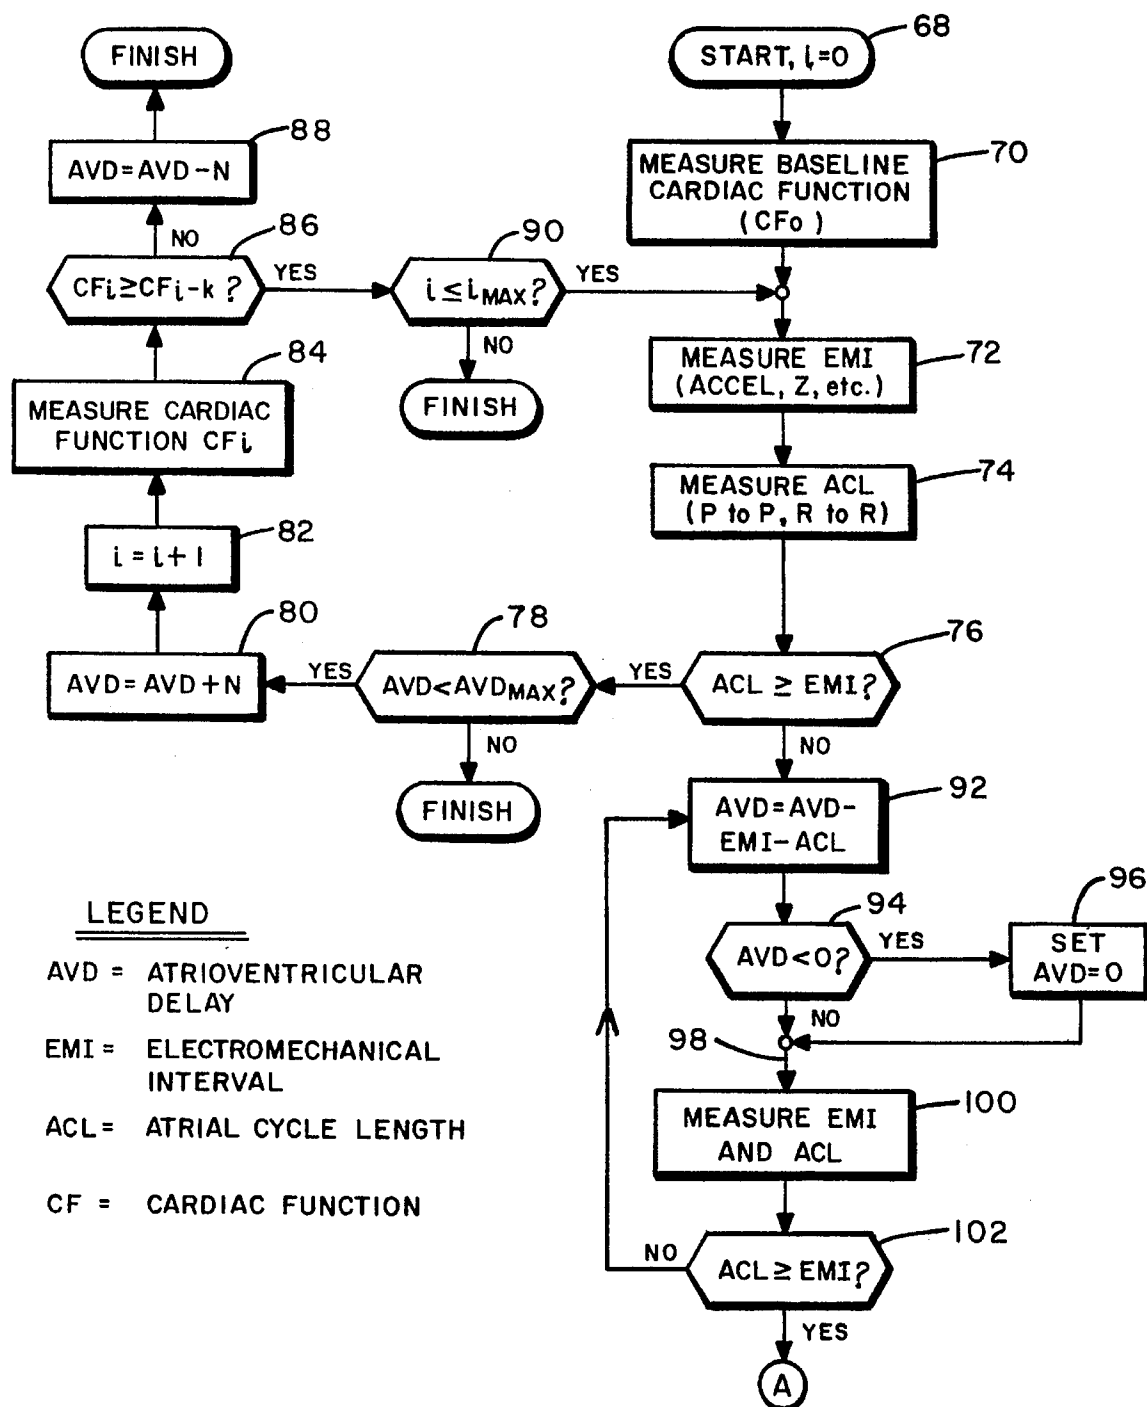 FINISH
88
AVD=AVD-N
NO
86
CFi≥CFi-k?
YES
84
MEASURE CARDIAC
FUNCTION CFi
82
i = i+1
80
AVD=AVD+N
90
i≤iMAX?
YES
NO
FINISH
68
START, i=0
70
MEASURE BASELINE
CARDIAC FUNCTION
(CFo)
72
MEASURE EMI
(ACCEL, Z, etc.)
74
MEASURE ACL
(P to P, R to R)
76
ACL ≥ EMI?
YES
78
AVD<AVDMAX?
YES
NO
FINISH
NO
92
AVD=AVD-
EMI-ACL
94
AVD<0?
YES
96
SET
AVD=0
NO
98
100
MEASURE EMI
AND ACL
102
ACL≥EMI?
NO
YES
A
LEGEND
AVD = ATRIOVENTRICULAR
DELAY
EMI = ELECTROMECHANICAL
INTERVAL
ACL= ATRIAL CYCLE LENGTH
CF = CARDIAC FUNCTION